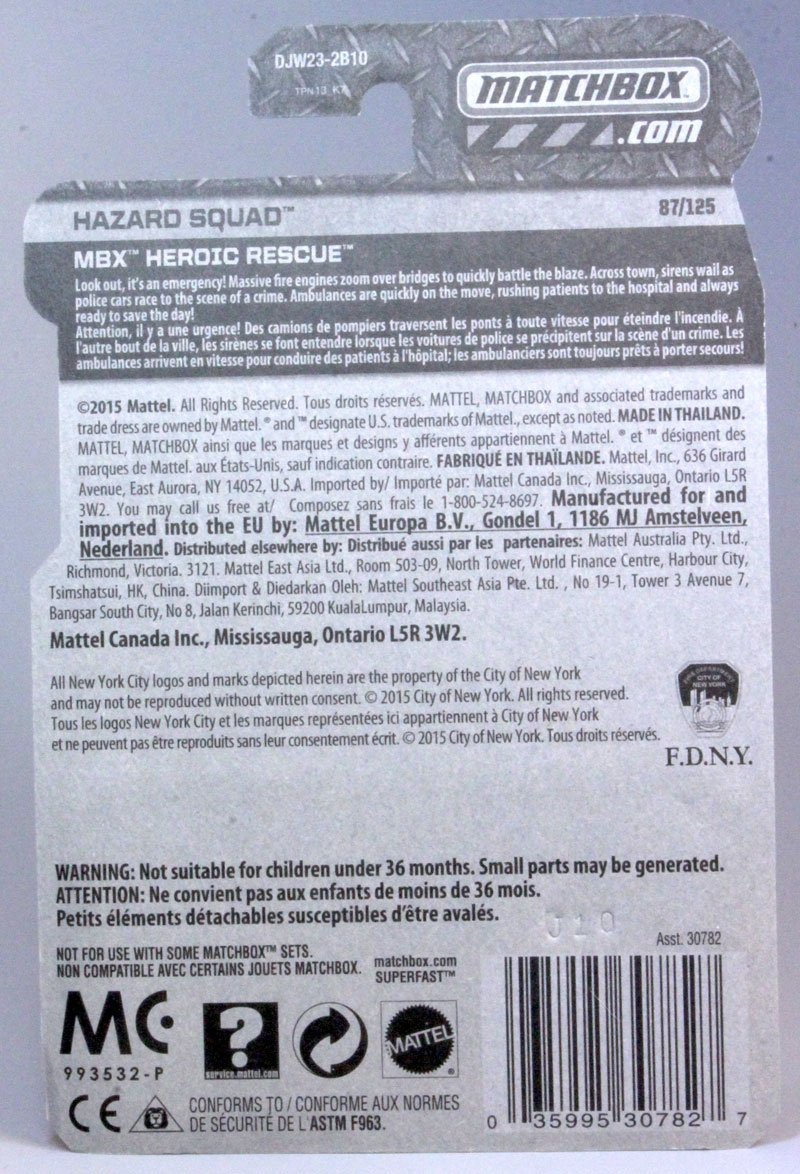 DJW23-2B10
TPN13 K7
MATCHBOX
.COM
HAZARD SQUAD™
87/125
MBX™ HEROIC RESCUE™
Look out, it's an emergency! Massive fire engines zoom over bridges to quickly battle the blaze. Across town, sirens wail as
police cars race to the scene of a crime. Ambulances are quickly on the move, rushing patients to the hospital and always
ready to save the day!
Attention, il y a une urgence! Des camions de pompiers traversent les ponts à toute vitesse pour éteindre l'incendie. À
l'autre bout de la ville, les sirènes se font entendre lorsque les voitures de police se précipitent sur la scène d'un crime. Les
ambulances arrivent en vitesse pour conduire des patients à l'hôpital; les ambulanciers sont toujours prêts à porter secours!
©2015 Mattel. All Rights Reserved. Tous droits réservés. MATTEL, MATCHBOX and associated trademarks and
trade dress are owned by Mattel. ® and ™ designate U.S. trademarks of Mattel., except as noted. MADE IN THAILAND.
MATTEL, MATCHBOX ainsi que les marques et designs y afférents appartiennent à Mattel. ® et ™ désignent des
marques de Mattel. aux États-Unis, sauf indication contraire. FABRIQUÉ EN THAÏLANDE. Mattel, Inc., 636 Girard
Avenue, East Aurora, NY 14052, U.S.A. Imported by/ Importé par: Mattel Canada Inc., Mississauga, Ontario L5R
3W2. You may call us free at/ Composez sans frais le 1-800-524-8697. Manufactured for and
imported into the EU by: Mattel Europa B.V., Gondel 1, 1186 MJ Amstelveen,
Nederland. Distributed elsewhere by: Distribué aussi par les partenaires: Mattel Australia Pty. Ltd.,
Richmond, Victoria. 3121. Mattel East Asia Ltd., Room 503-09, North Tower, World Finance Centre, Harbour City,
Tsimshatsui, HK, China. Diimport & Diedarkan Oleh: Mattel Southeast Asia Pte. Ltd. , No 19-1, Tower 3 Avenue 7,
Bangsar South City, No 8, Jalan Kerinchi, 59200 KualaLumpur, Malaysia.
Mattel Canada Inc., Mississauga, Ontario L5R 3W2.
All New York City logos and marks depicted herein are the property of the City of New York
and may not be reproduced without written consent. © 2015 City of New York. All rights reserved.
Tous les logos New York City et les marques représentées ici appartiennent à City of New York
et ne peuvent pas être reproduits sans leur consentement écrit. © 2015 City of New York. Tous droits réservés.
FIRE DEPARTMENT
CITY OF
NEW YORK
F.D.N.Y.
WARNING: Not suitable for children under 36 months. Small parts may be generated.
ATTENTION: Ne convient pas aux enfants de moins de 36 mois.
Petits éléments détachables susceptibles d'être avalés.
J10
Asst. 30782
NOT FOR USE WITH SOME MATCHBOX™ SETS.
NON COMPATIBLE AVEC CERTAINS JOUETS MATCHBOX.
matchbox.com
SUPERFAST™
MC
993532-P
?
service.mattel.com
MATTEL
®
CE
CONFORMS TO / CONFORME AUX NORMES
DE SÉCURITÉ DE L'ASTM F963.
0 35995 30782 7